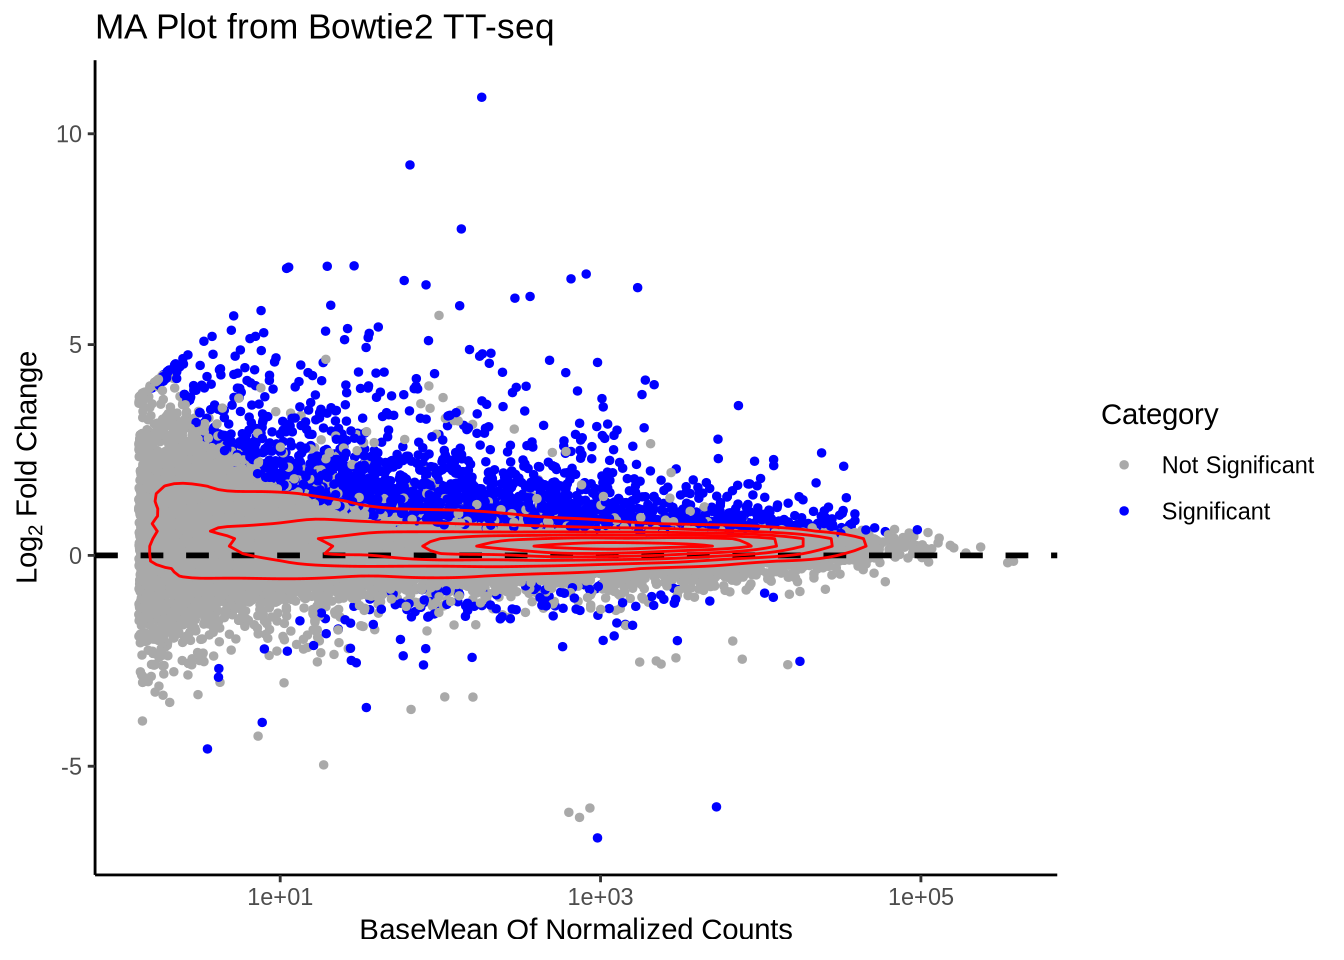 MA Plot from Bowtie2 TT-seq
10
5
0
-5
Log₂ Fold Change
1e+01
1e+03
1e+05
BaseMean Of Normalized Counts
Category
Not Significant
Significant